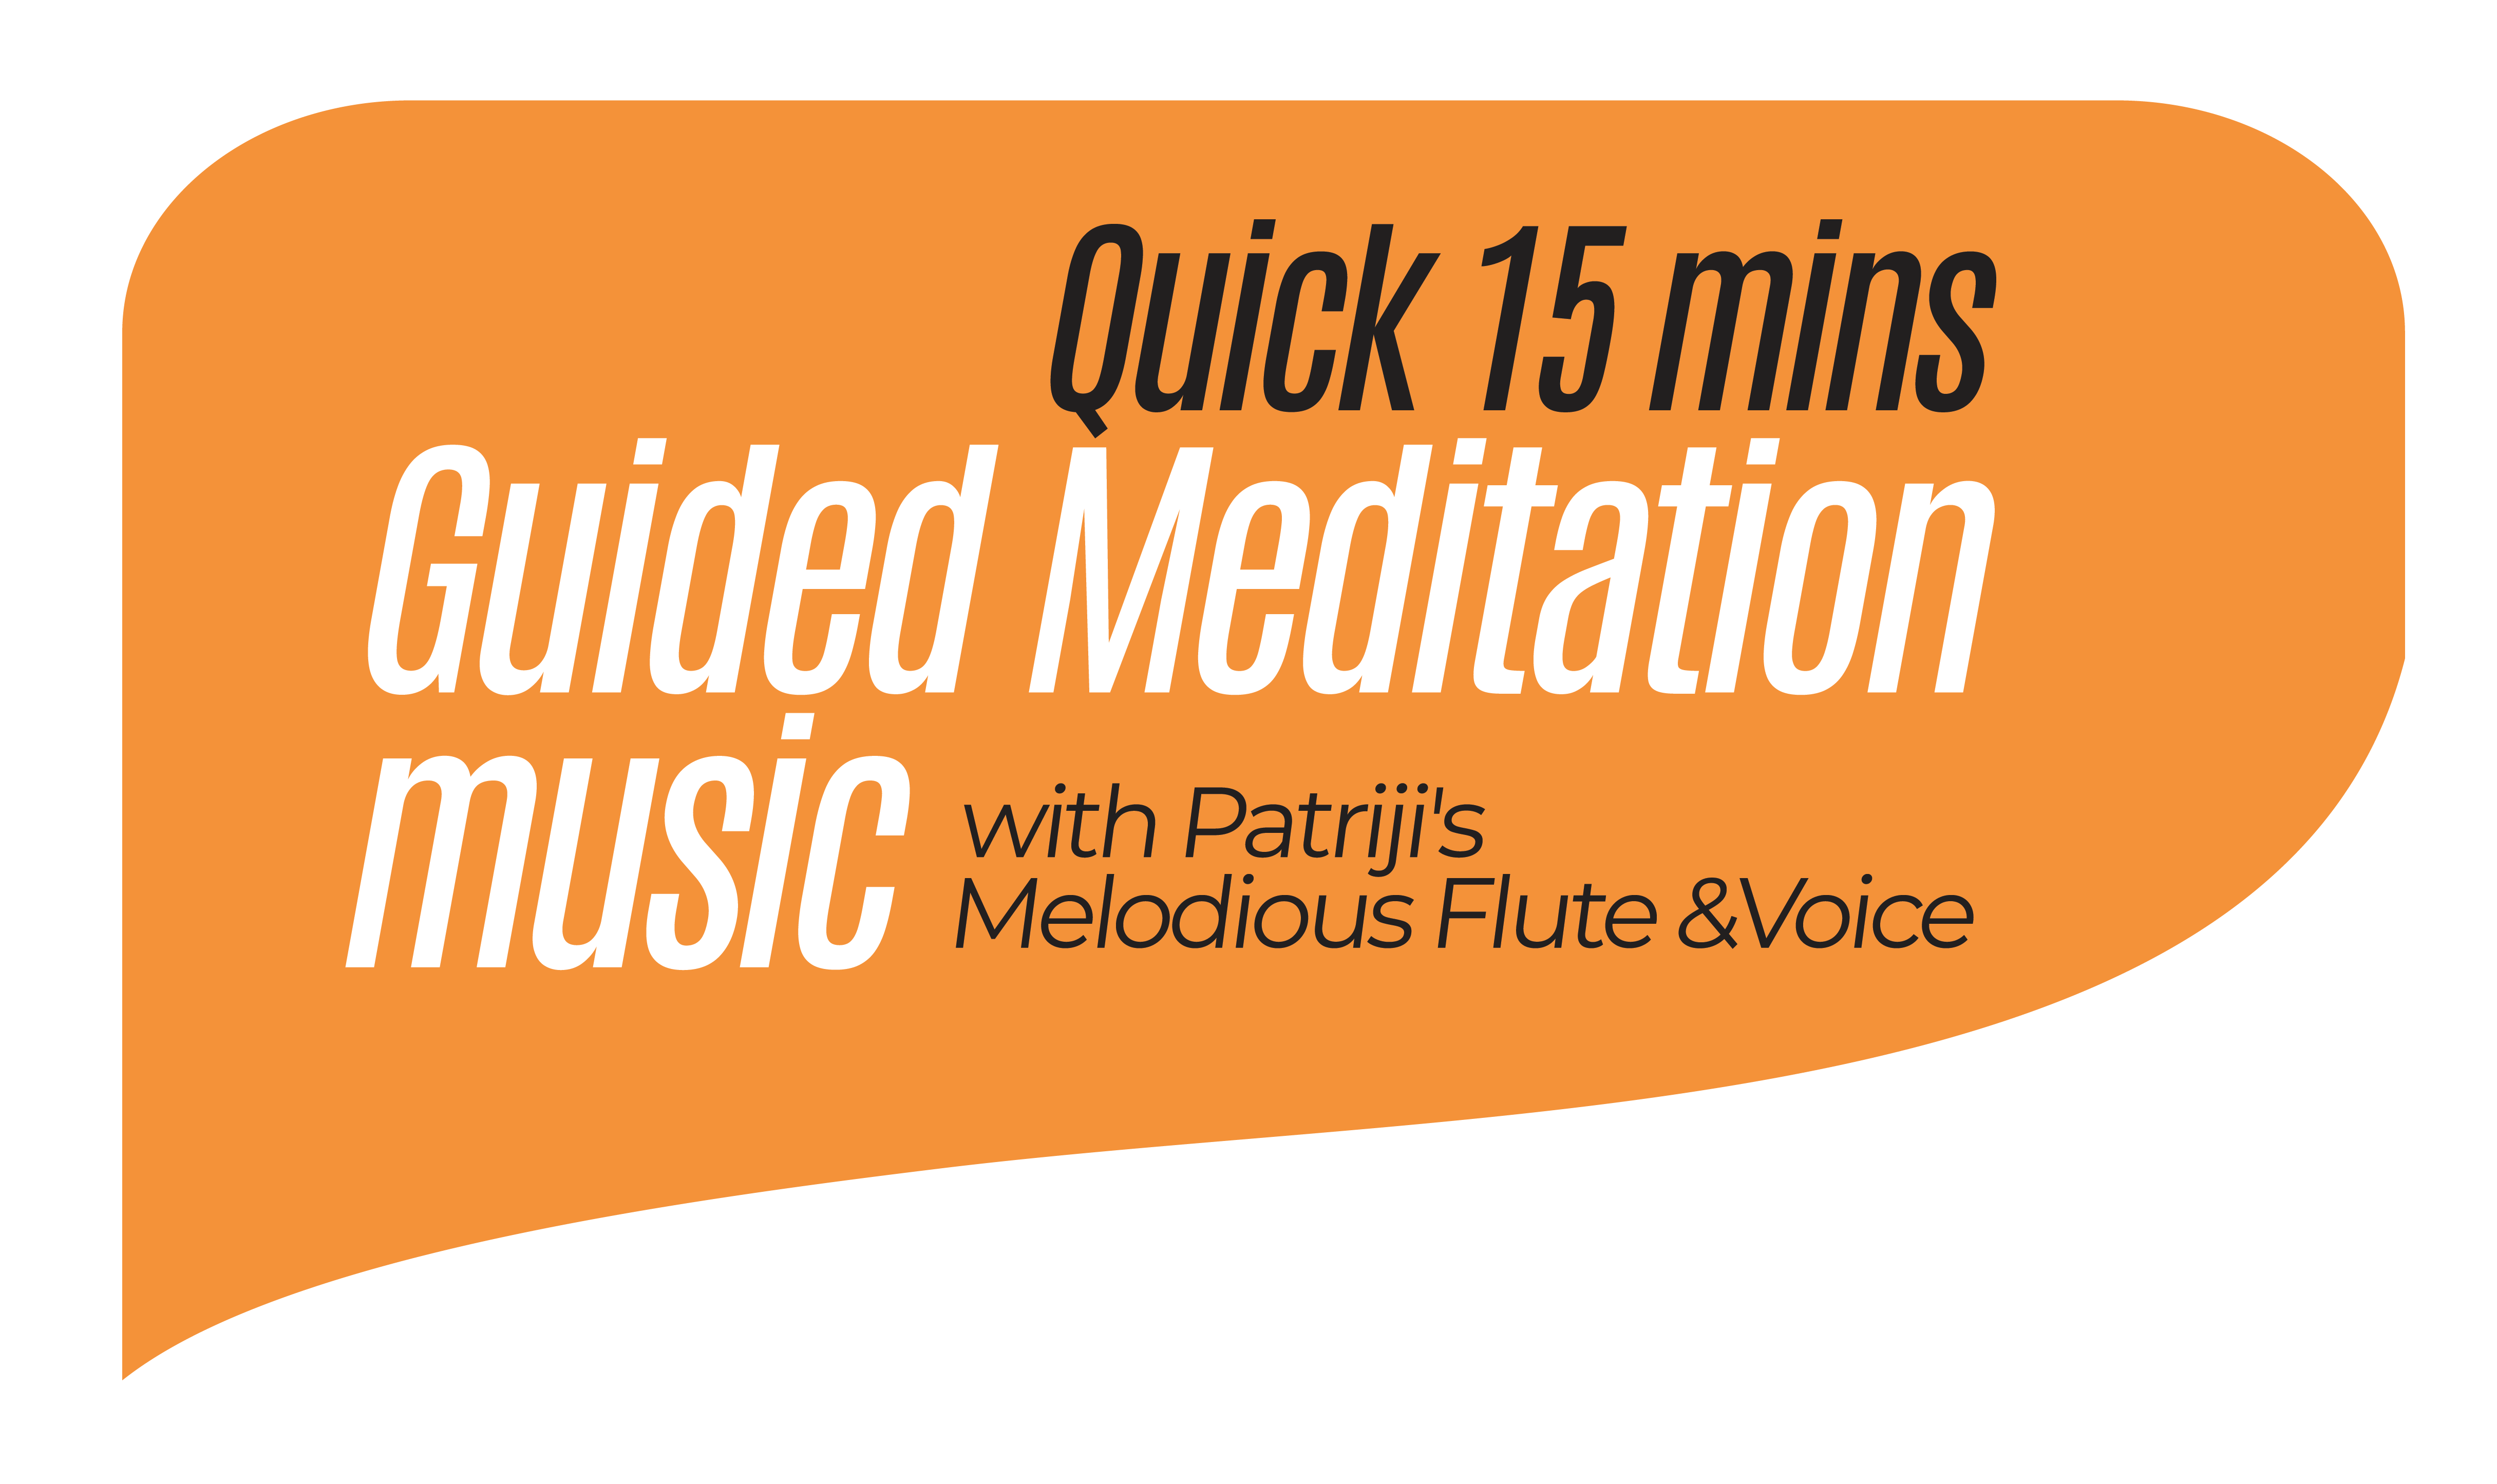 Quick 15 mins
Guided Meditation
music
with Patriji's
Melodious Flute &Voice